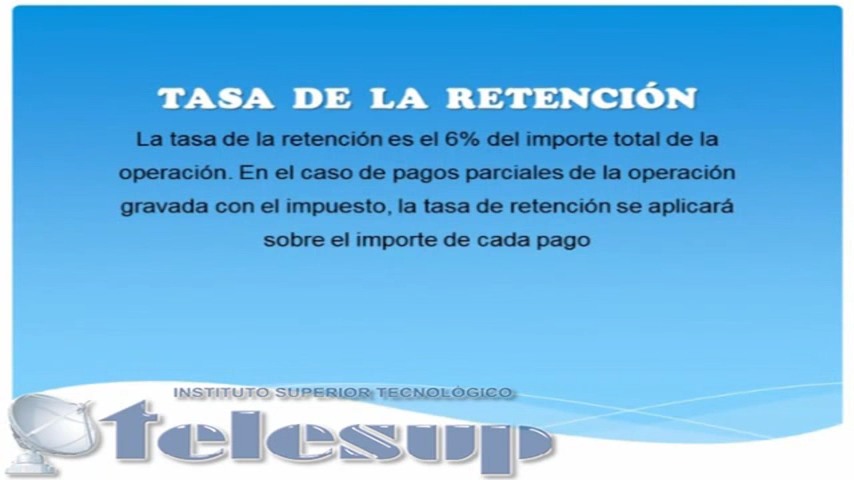 TASA DE LA RETENCIÓN
La tasa de la retención es el 6% del importe total de la
operación. En el caso de pagos parciales de la operación
gravada con el impuesto, la tasa de retención se aplicará
sobre el importe de cada pago
INSTITUTO SUPERIOR TECNOLÓGICO
telesup